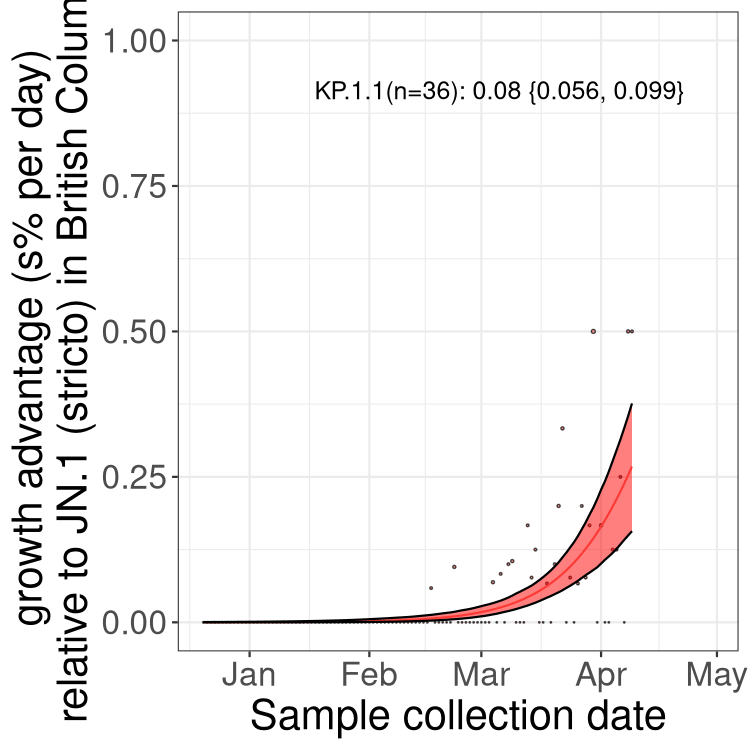 growth advantage (s% per day)
relative to JN.1 (stricto) in British Colum
1.00
0.75
0.50
0.25
0.00
KP.1.1(n=36): 0.08 {0.056, 0.099}
Jan Feb Mar Apr May
Sample collection date